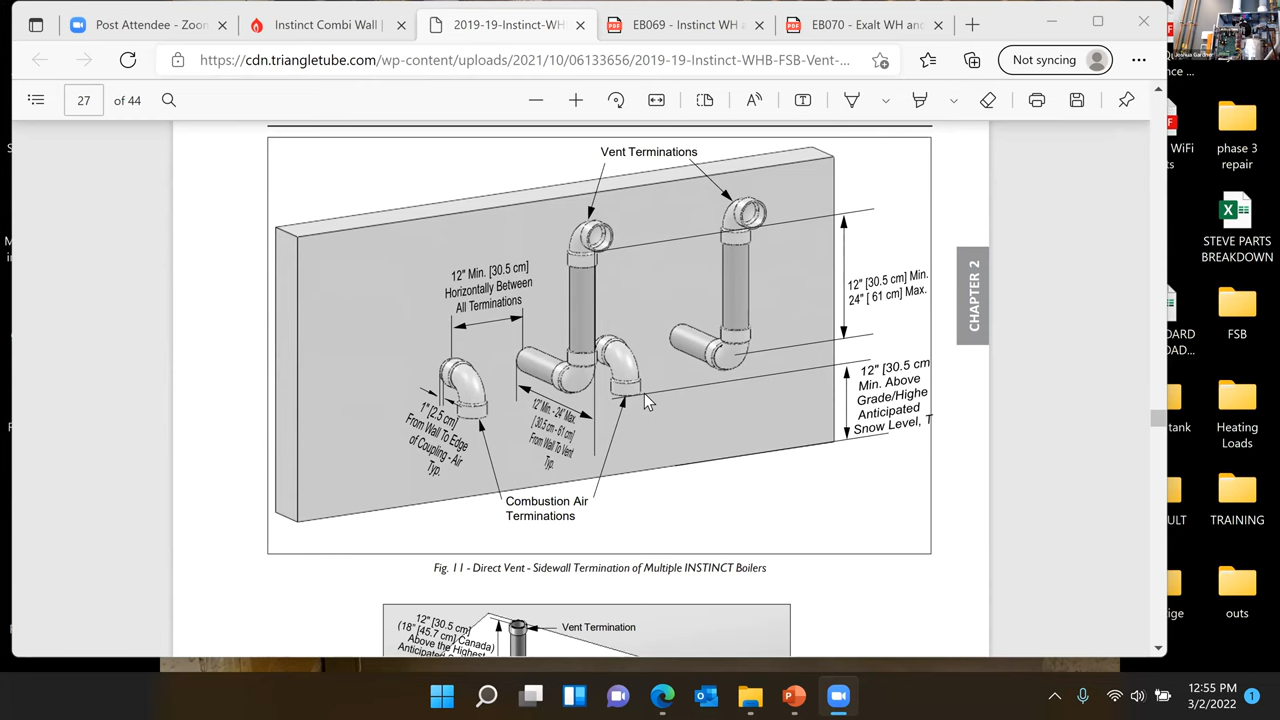 Post Attendee - Zoom
Instinct Combi Wall
2019-19-Instinct-WH
EB069 - Instinct WH a
EB070 - Exalt WH and
https://cdn.triangletube.com/wp-content/uploads/2021/10/06133656/2019-19-Instinct-WHB-FSB-Vent-...
Not syncing
27 of 44
Vent Terminations
12" Min. [30.5 cm]
Horizontally Between
All Terminations
12" [30.5 cm] Min.
24" [ 61 cm] Max.
12" [30.5 cm
Min. Above
Grade/Highe
Anticipated
Snow Level, T
1" [2.5 cm]
From Wall To Edge
of Coupling - Air
Typ.
12" Min - 24" Max
[ 30.5 cm - 61 cm]
From Wall To Vent
Typ.
Combustion Air
Terminations
CHAPTER 2
Fig. 11 - Direct Vent - Sidewall Termination of Multiple INSTINCT Boilers
12" [30.5 cm]
(18" [45.7 cm] Canada)
Above the Highest
Anticipated
Vent Termination
Joshua Gardner
phase 3
repair
WiFi
STEVE PARTS
BREAKDOWN
FSB
tank
Heating
Loads
ULT
TRAINING
outs
12:55 PM
3/2/2022
1